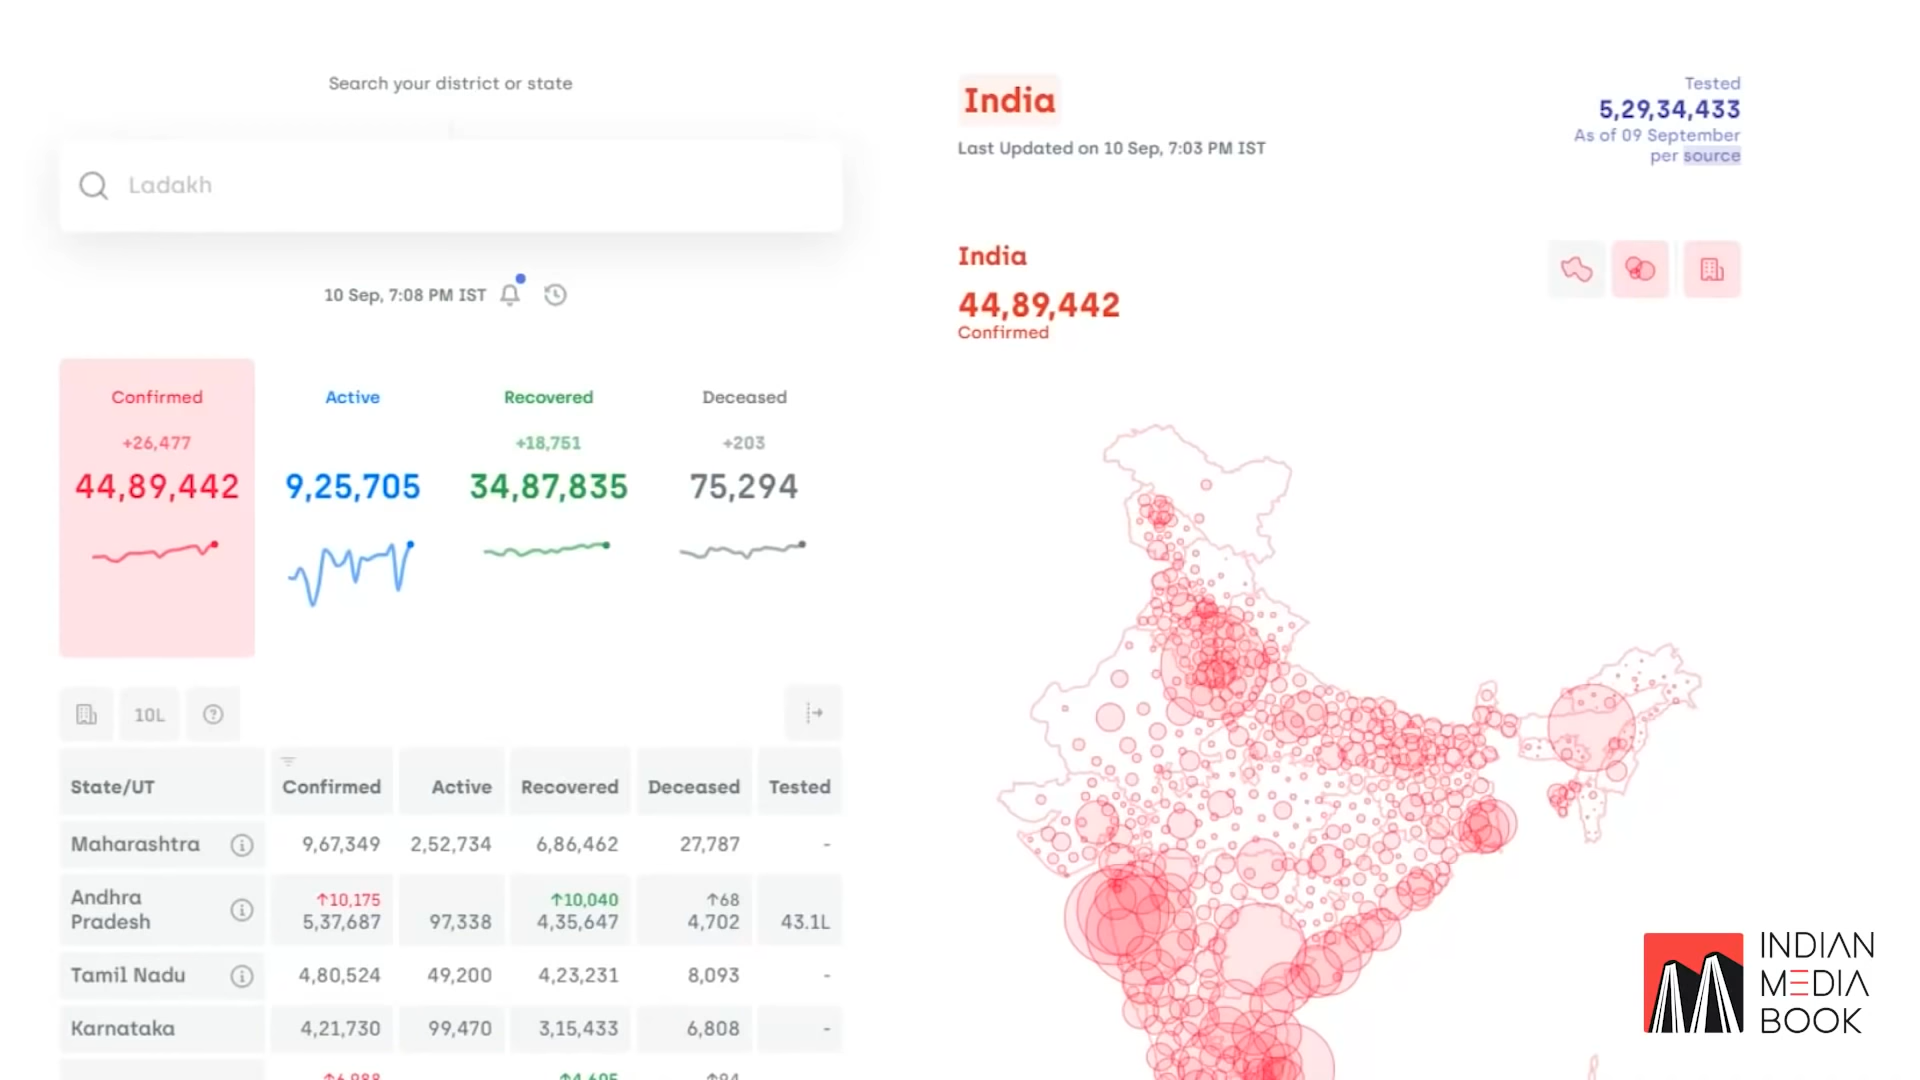 Search your district or state
Ladakh
10 Sep, 7:08 PM IST
Confirmed
+26,477
44,89,442
Active
9,25,705
Recovered
+18,751
34,87,835
Deceased
+203
75,294
10L
?
State/UT Confirmed Active Recovered Deceased Tested
Maharashtra 9,67,349 2,52,734 6,86,462 27,787 -
↑10,175 ↑10,040 ↑68
Andhra Pradesh 5,37,687 97,338 4,35,647 4,702 43.1L
Tamil Nadu 4,80,524 49,200 4,23,231 8,093 -
Karnataka 4,21,730 99,470 3,15,433 6,808 -
India
Last Updated on 10 Sep, 7:03 PM IST
Tested
5,29,34,433
As of 09 September
per source
India
44,89,442
Confirmed
INDIAN
MEDIA
BOOK